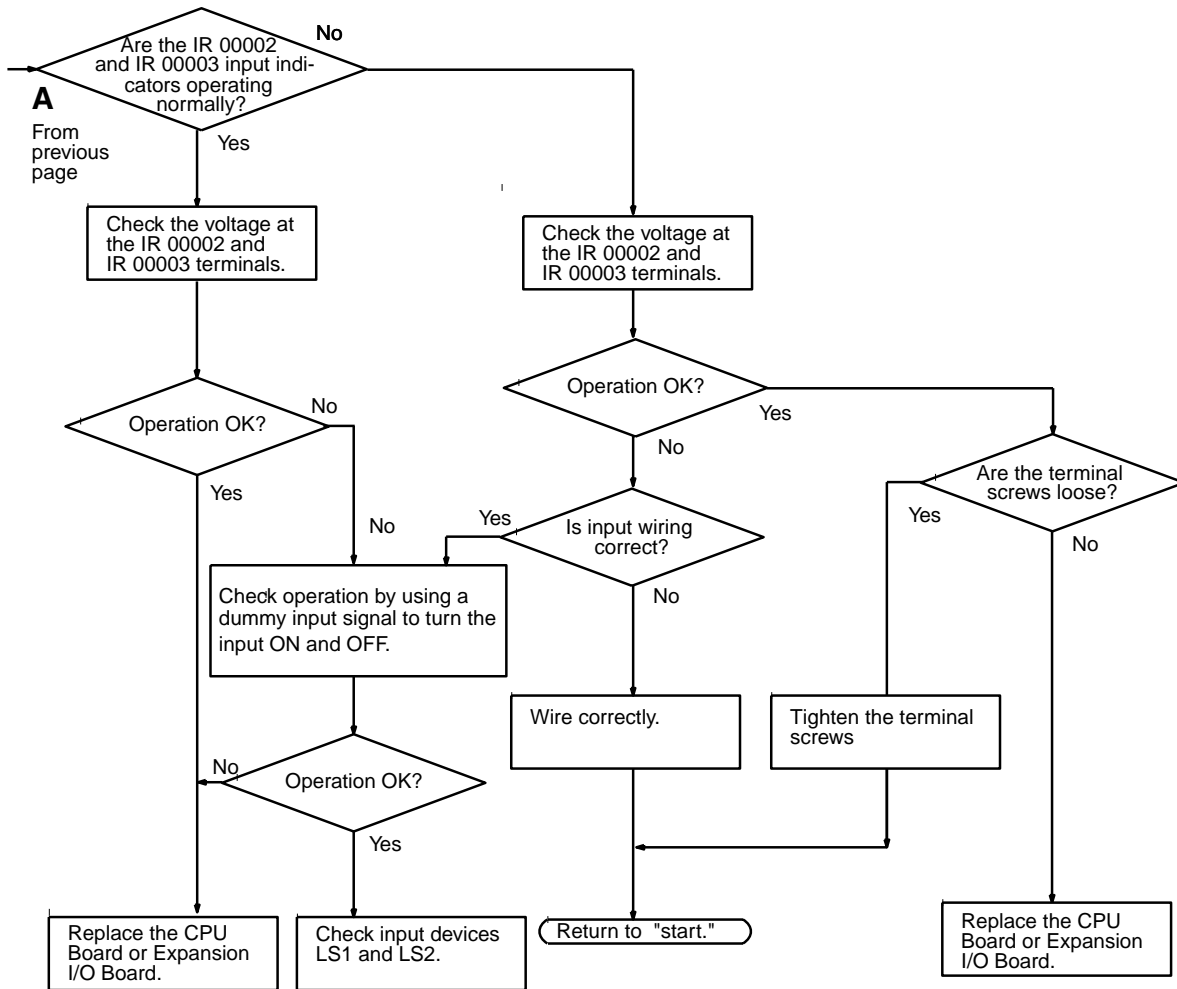 No
Are the IR 00002
and IR 00003 input indi-
cators operating
normally?
A
From
previous
page
Yes
Check the voltage at
the IR 00002 and
IR 00003 terminals.
Check the voltage at
the IR 00002 and
IR 00003 terminals.
Operation OK?
Yes
No
Operation OK?
No
Yes
Are the terminal
screws loose?
Yes
No
No
Yes
Is input wiring
correct?
No
Check operation by using a
dummy input signal to turn the
input ON and OFF.
Wire correctly.
Tighten the terminal
screws
No
Operation OK?
Yes
Replace the CPU
Board or Expansion
I/O Board.
Check input devices
LS1 and LS2.
Return to "start."
Replace the CPU
Board or Expansion
I/O Board.